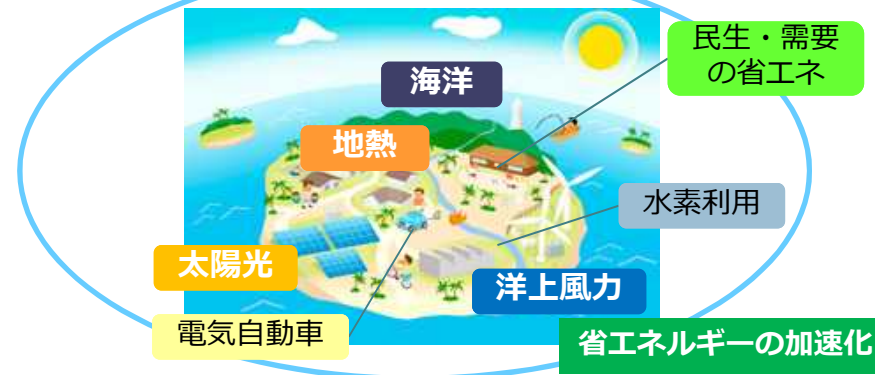 民生・需要
の省エネ
海洋
地熱
水素利用
太陽光
洋上風力
電気自動車
省エネルギーの加速化